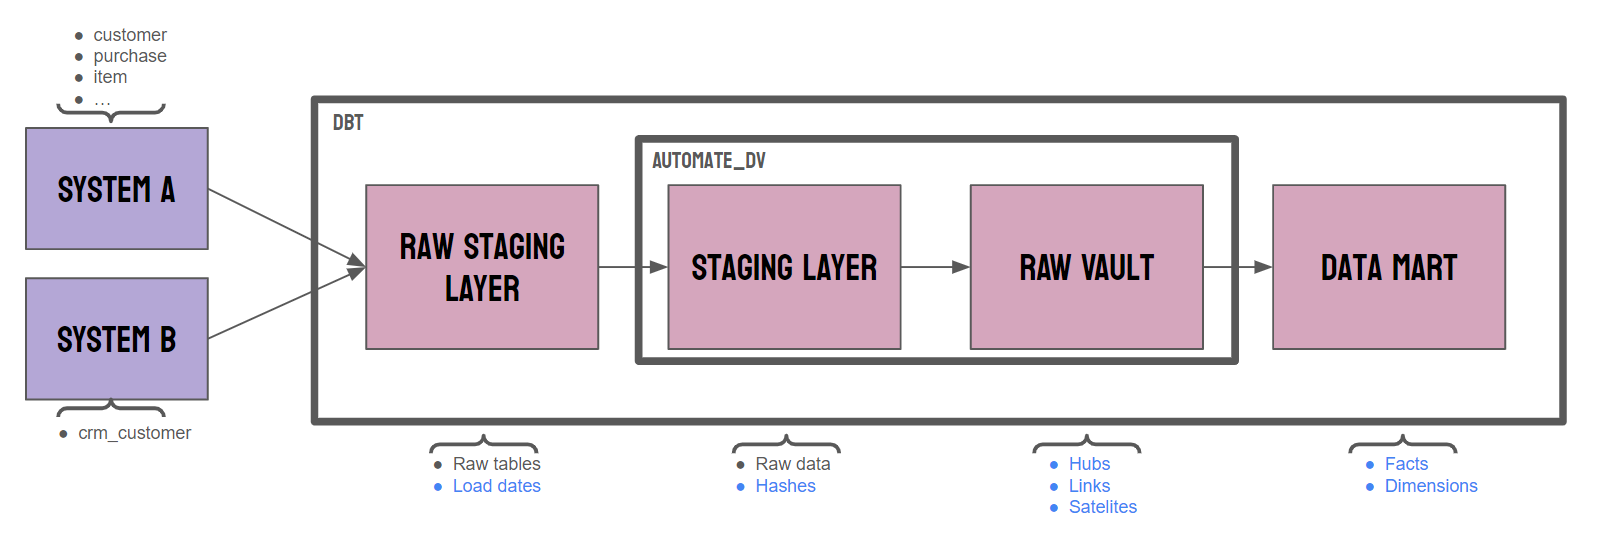 ● customer
● purchase
● item
● ...
SYSTEM A
SYSTEM B
● crm_customer
DBT
AUTOMATE_DV
RAW STAGING
LAYER
STAGING LAYER
RAW VAULT
DATA MART
● Raw tables
● Load dates
● Raw data
● Hashes
● Hubs
● Links
● Satelites
● Facts
● Dimensions